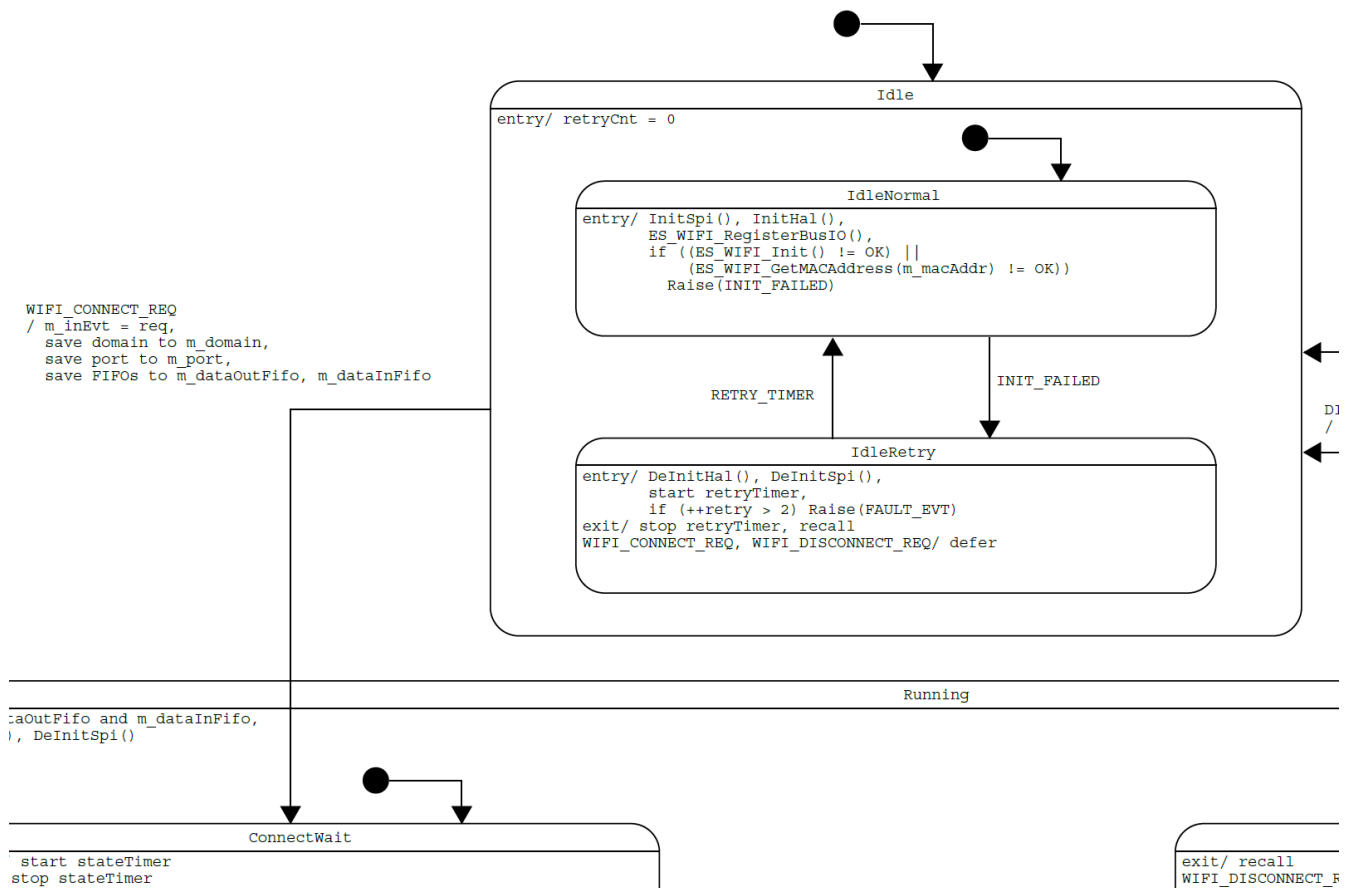 Idle
entry/ retryCnt = 0
IdleNormal
entry/ InitSpi(), InitHal(),
ES_WIFI_RegisterBusIO(),
if ((ES_WIFI_Init() != OK) ||
(ES_WIFI_GetMACAddress(m_macAddr) != OK))
Raise(INIT_FAILED)
WIFI_CONNECT_REQ
/ m_inEvt = req,
save domain to m_domain,
save port to m_port,
save FIFOs to m_dataOutFifo, m_dataInFifo
RETRY_TIMER
INIT_FAILED
DI
/
IdleRetry
entry/ DeInitHal(), DeInitSpi(),
start retryTimer,
if (++retry > 2) Raise(FAULT_EVT)
exit/ stop retryTimer, recall
WIFI_CONNECT_REQ, WIFI_DISCONNECT_REQ/ defer
Running
taOutFifo and m_dataInFifo,
), DeInitSpi()
ConnectWait
start stateTimer
stop stateTimer
exit/ recall
WIFI_DISCONNECT_R